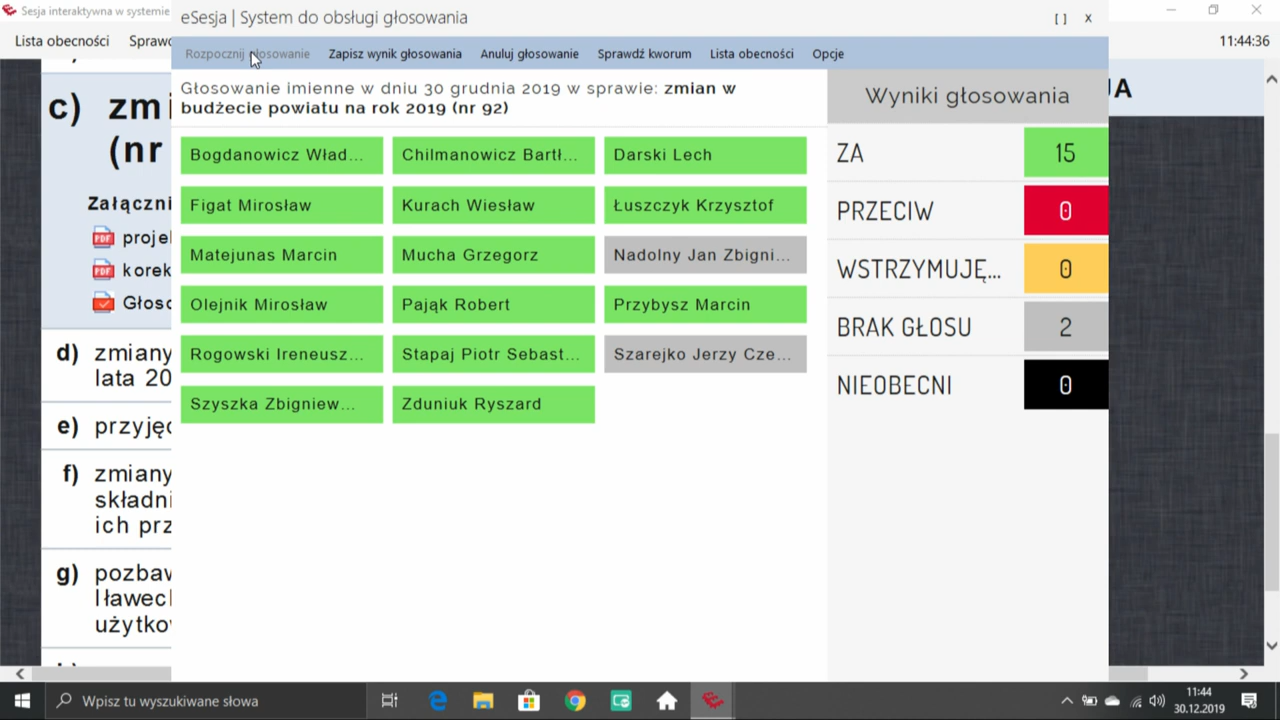 Sesja interaktywna w systemie
eSesja | System do obsługi głosowania
[ ] x
Lista obecności
Rozpocznij głosowanie Zapisz wynik głosowania Anuluj głosowanie Sprawdź kworum Lista obecności Opcje
11:44:36
Głosowanie imienne w dniu 30 grudnia 2019 w sprawie: zmian w
budżecie powiatu na rok 2019 (nr 92)
Bogdanowicz Wład... Chilmanowicz Bartł... Darski Lech
Figat Mirosław Kurach Wiesław Łuszczyk Krzysztof
Matejunas Marcin Mucha Grzegorz Nadolny Jan Zbigni...
Olejnik Mirosław Pająk Robert Przybysz Marcin
Rogowski Ireneusz... Stapaj Piotr Sebast... Szarejko Jerzy Cze...
Szyszka Zbigniew... Zduniuk Ryszard
Wyniki głosowania
ZA 15
PRZECIW 0
WSTRZYMUJĘ... 0
BRAK GŁOSU 2
NIEOBECNI 0
c) zmi
(nr
Załączni
PDF proje
PDF korek
Głoso
d) zmiany
lata 20
e) przyję
f) zmiany
składni
ich prz
g) pozbaw
Iławec
użytko
Wpisz tu wyszukiwane słowa
11:44
30.12.2019